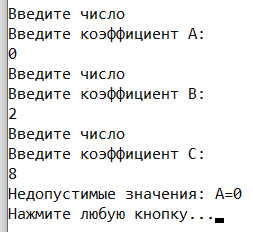 Введите число
Введите коэффициент A:
0
Введите число
Введите коэффициент B:
2
Введите число
Введите коэффициент C:
8
Недопустимые значения: A=0
Нажмите любую кнопку...